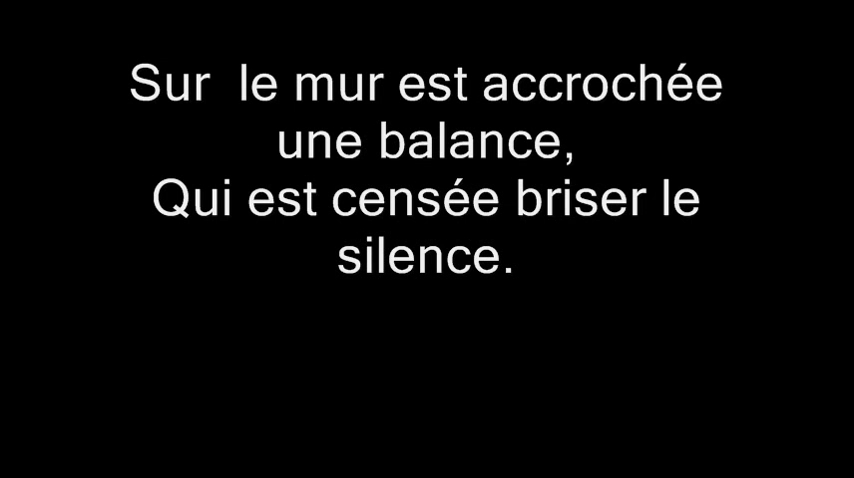 Sur  le mur est accrochée
une balance,
Qui est censée briser le
silence.